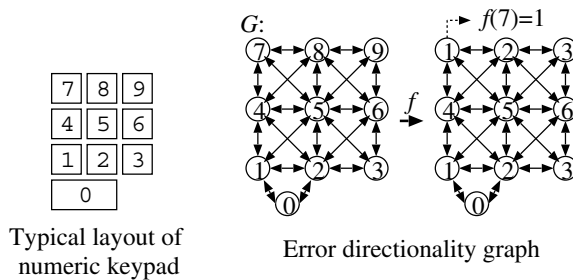 G:
f(7)=1
7 8 9
4 5 6
1 2 3
0
7 8 9
4 5 6
1 2 3
0
f
1 2 3
4 5 6
1 2 3
0
Typical layout of
numeric keypad
Error directionality graph